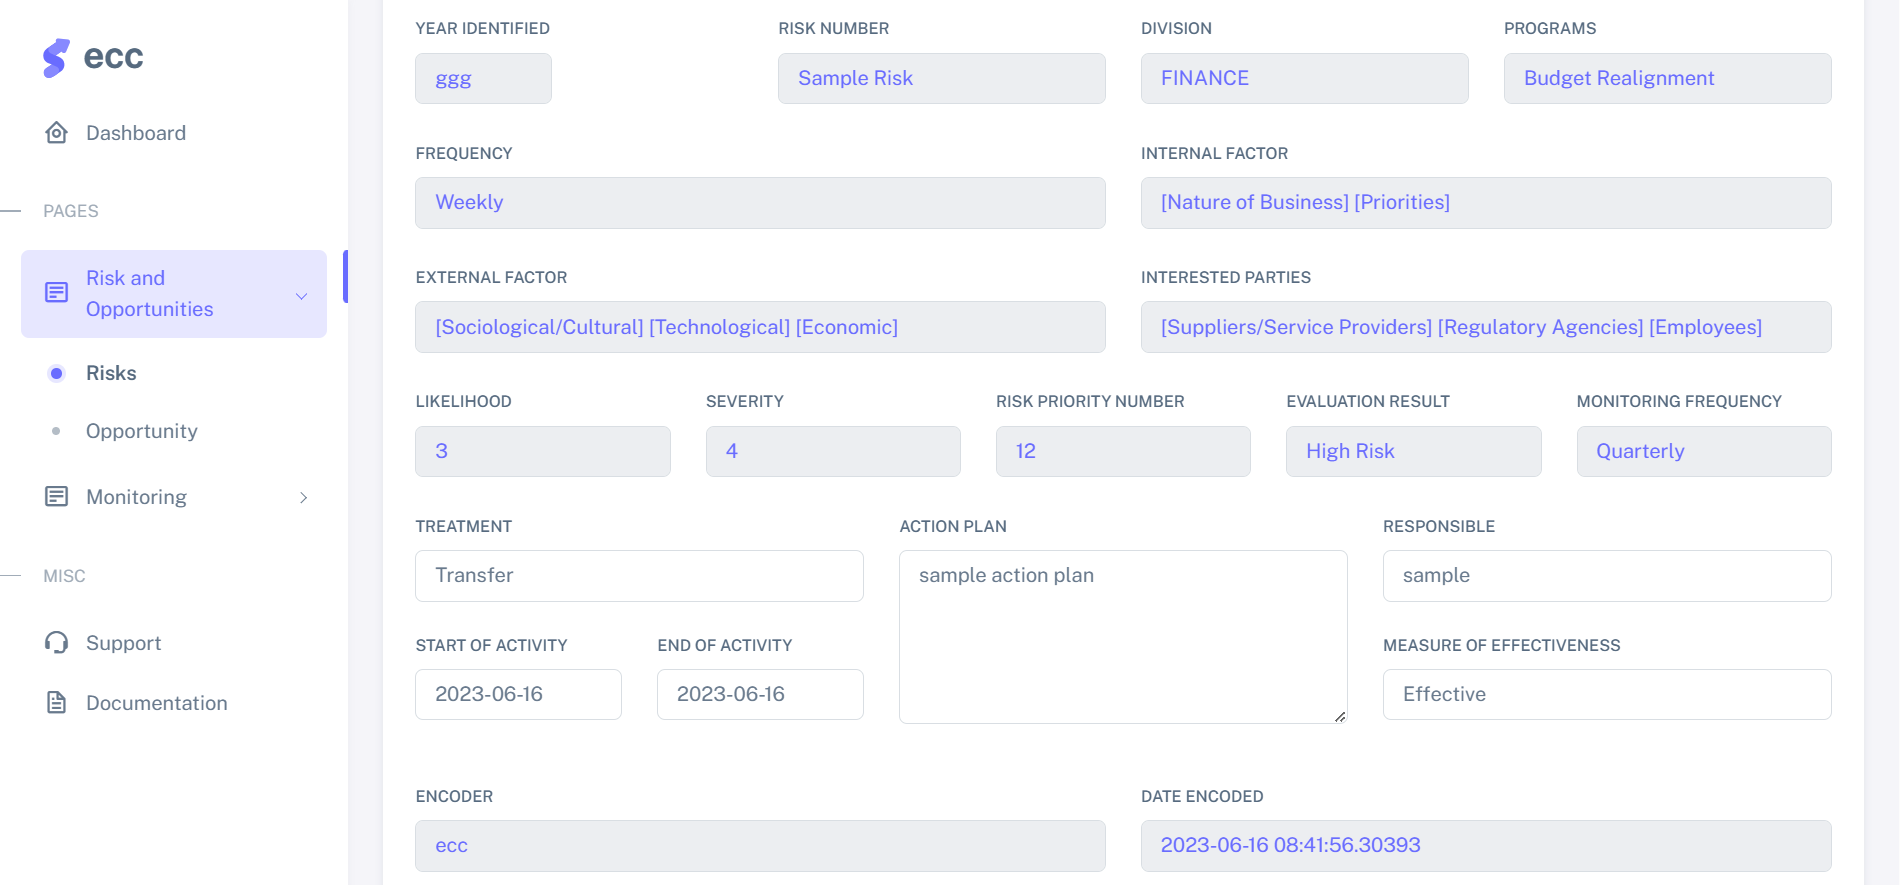 ecc
Dashboard
PAGES
Risk and
Opportunities
Risks
Opportunity
Monitoring
MISC
Support
Documentation
YEAR IDENTIFIED
ggg
RISK NUMBER
Sample Risk
DIVISION
FINANCE
PROGRAMS
Budget Realignment
FREQUENCY
Weekly
INTERNAL FACTOR
[Nature of Business] [Priorities]
EXTERNAL FACTOR
[Sociological/Cultural] [Technological] [Economic]
INTERESTED PARTIES
[Suppliers/Service Providers] [Regulatory Agencies] [Employees]
LIKELIHOOD
3
SEVERITY
4
RISK PRIORITY NUMBER
12
EVALUATION RESULT
High Risk
MONITORING FREQUENCY
Quarterly
TREATMENT
Transfer
ACTION PLAN
sample action plan
RESPONSIBLE
sample
START OF ACTIVITY
2023-06-16
END OF ACTIVITY
2023-06-16
MEASURE OF EFFECTIVENESS
Effective
ENCODER
ecc
DATE ENCODED
2023-06-16 08:41:56.30393